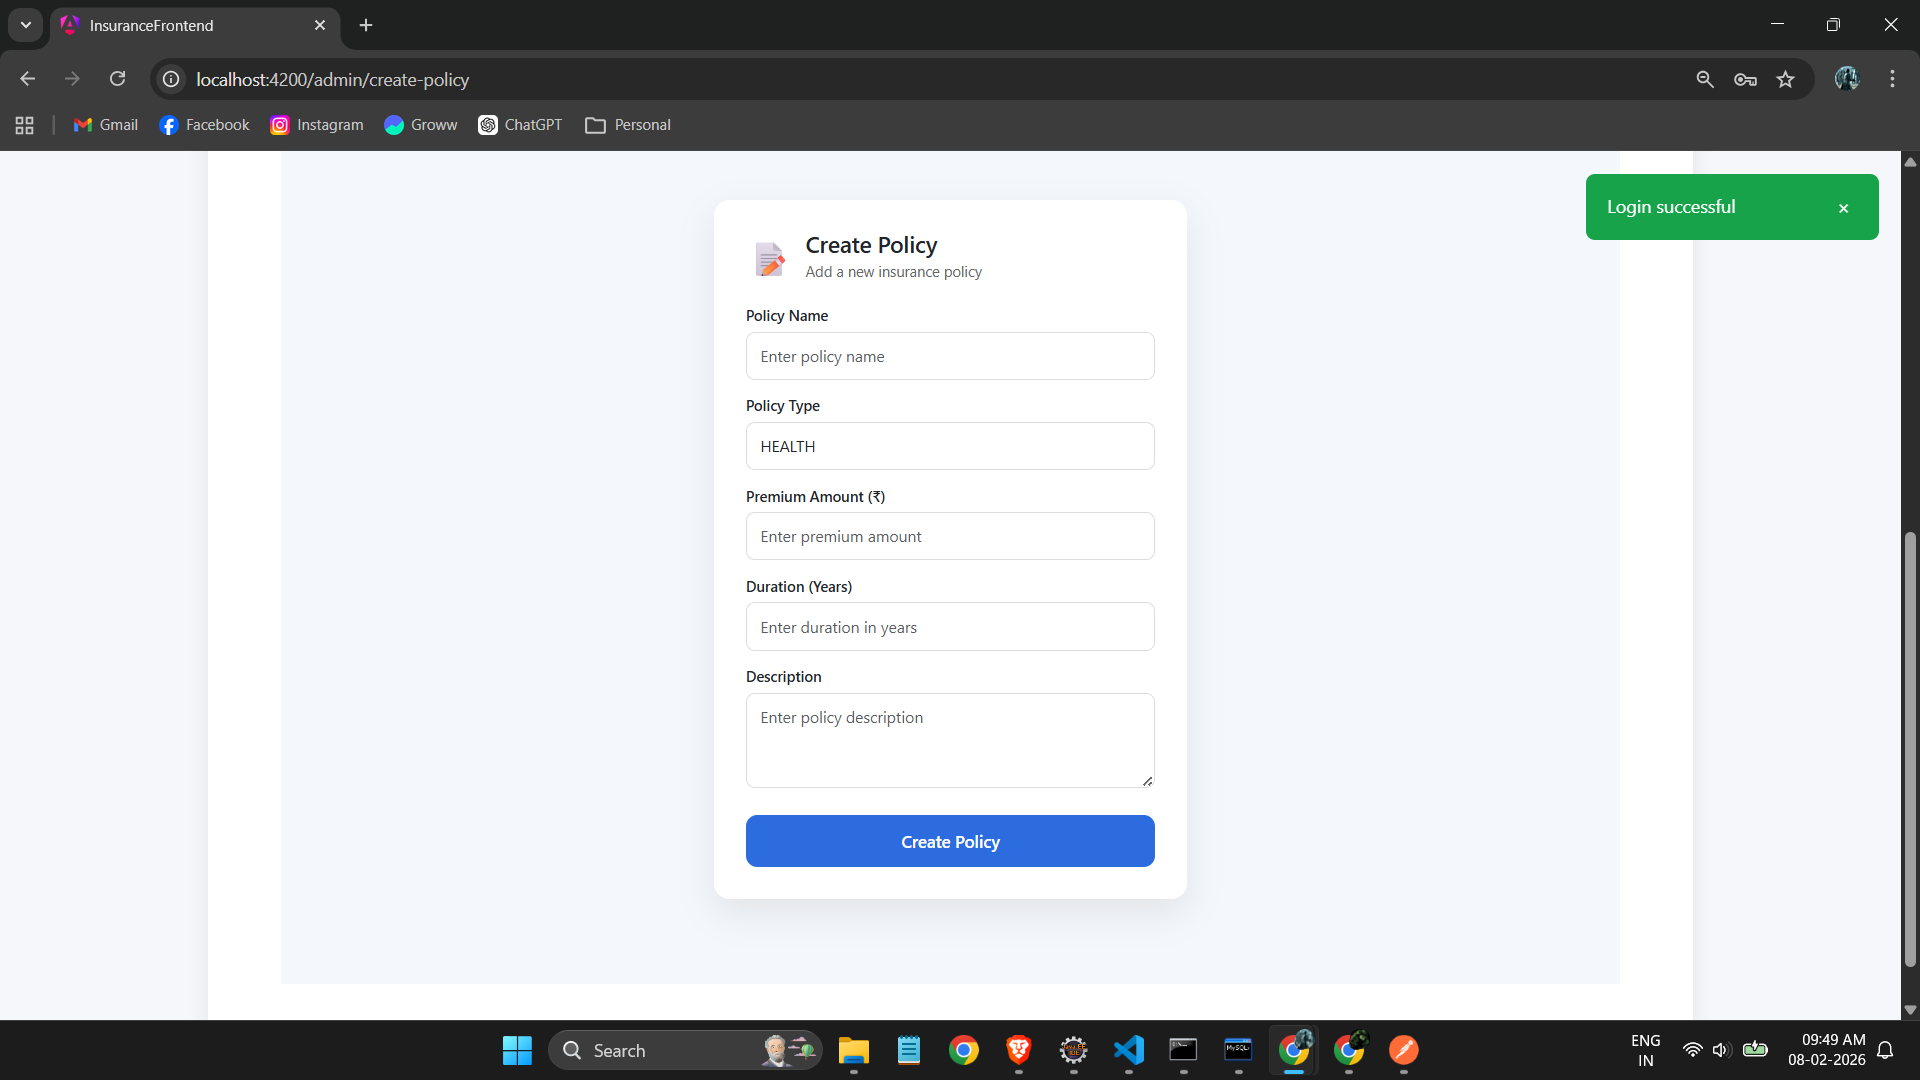 InsuranceFrontend
localhost:4200/admin/create-policy
Gmail
Facebook
Instagram
Groww
ChatGPT
Personal
Login successful
×
Create Policy
Add a new insurance policy
Policy Name
Enter policy name
Policy Type
HEALTH
Premium Amount (₹)
Enter premium amount
Duration (Years)
Enter duration in years
Description
Enter policy description
Create Policy
Search
ENG
IN
09:49 AM
08-02-2026